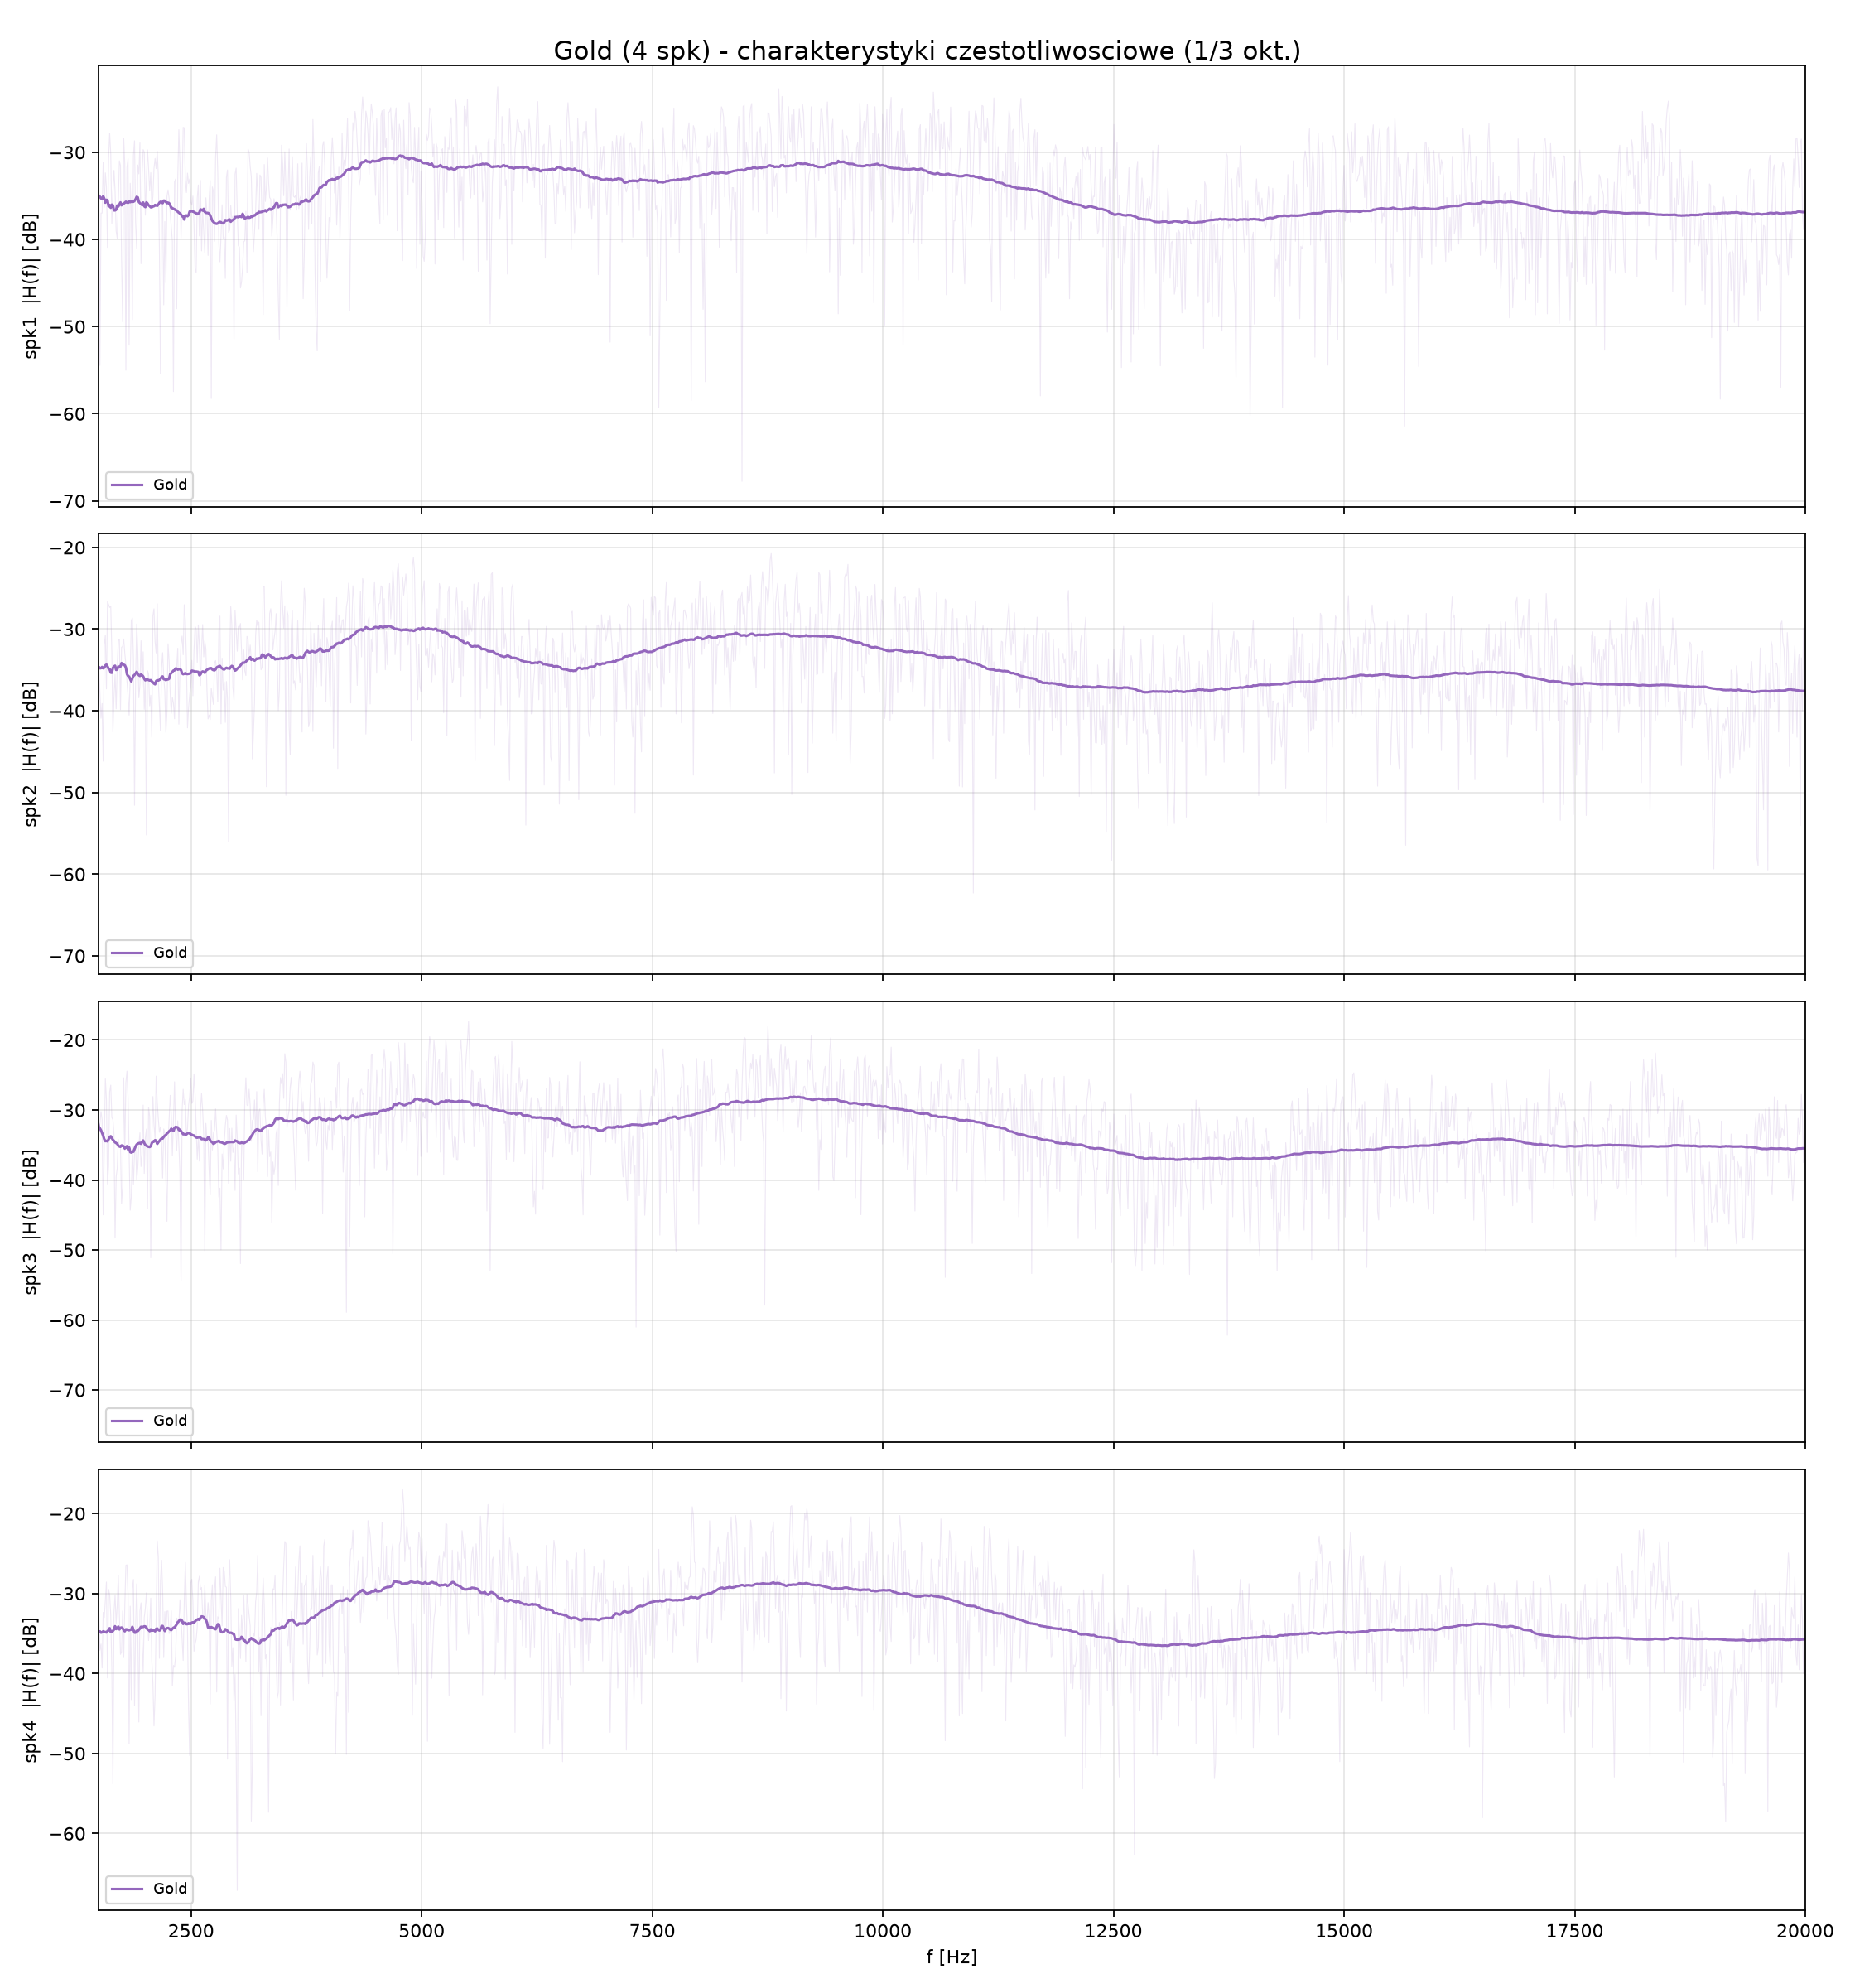 Gold (4 spk) - charakterystyki czestotliwosciowe (1/3 okt.)
spk1 |H(f)| [dB]
−30
−40
−50
−60
−70
Gold
spk2 |H(f)| [dB]
−20
−30
−40
−50
−60
−70
Gold
spk3 |H(f)| [dB]
−20
−30
−40
−50
−60
−70
Gold
spk4 |H(f)| [dB]
−20
−30
−40
−50
−60
Gold
2500 5000 7500 10000 12500 15000 17500 20000
f [Hz]